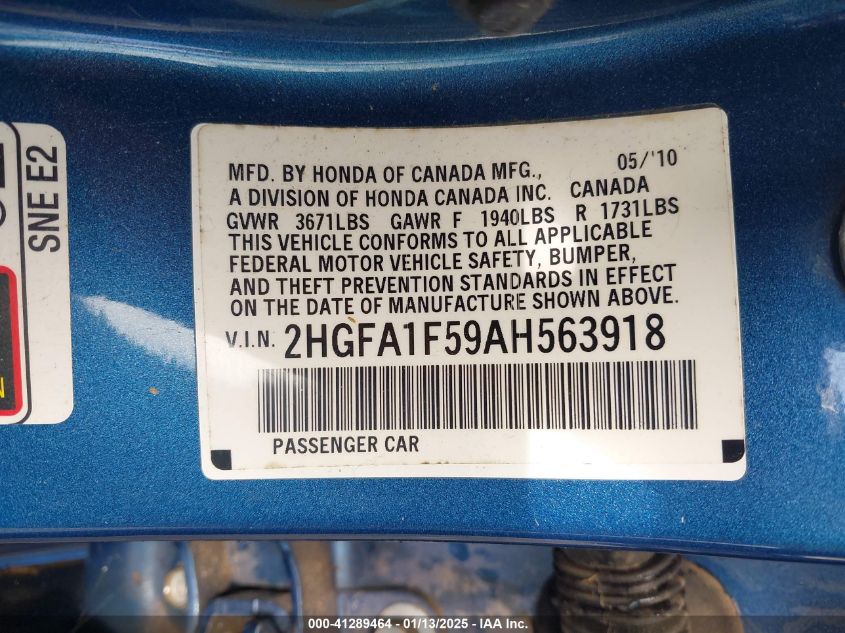 SNE E2
MFD. BY HONDA OF CANADA MFG., 05/'10
A DIVISION OF HONDA CANADA INC. CANADA
GVWR 3671LBS GAWR F 1940LBS R 1731LBS
THIS VEHICLE CONFORMS TO ALL APPLICABLE
FEDERAL MOTOR VEHICLE SAFETY, BUMPER,
AND THEFT PREVENTION STANDARDS IN EFFECT
ON THE DATE OF MANUFACTURE SHOWN ABOVE.
V.I.N. 2HGFA1F59AH563918
PASSENGER CAR
000-41289464 - 01/13/2025 - IAA Inc.